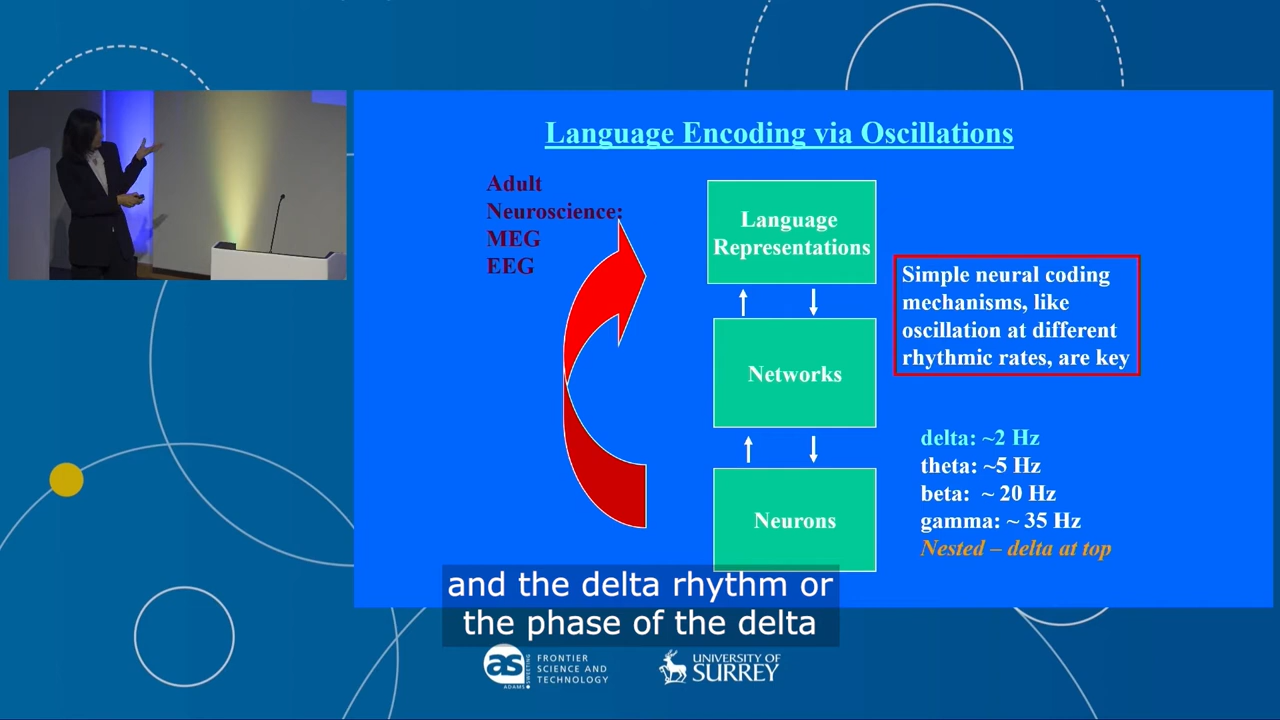 Language Encoding via Oscillations
Adult
Neuroscience:
MEG
EEG
Language
Representations
Simple neural coding
mechanisms, like
oscillation at different
rhythmic rates, are key
Networks
delta: ~2 Hz
theta: ~5 Hz
beta: ~ 20 Hz
gamma: ~ 35 Hz
Nested – delta at top
Neurons
and the delta rhythm or
the phase of the delta
as
ADAMS SWEETING
FRONTIER
SCIENCE AND
TECHNOLOGY
UNIVERSITY OF
SURREY